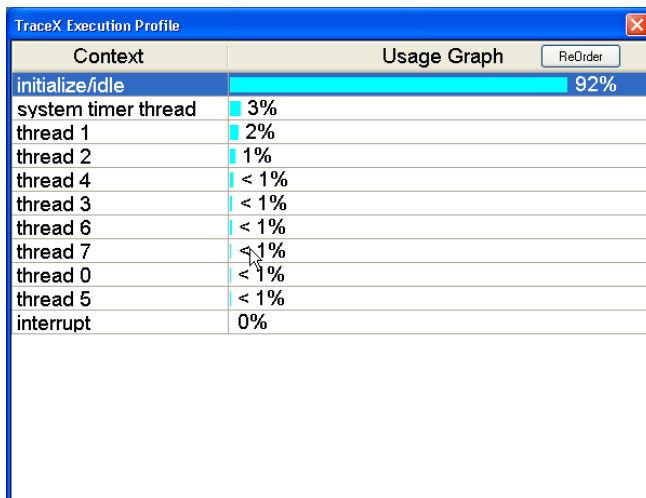 TraceX Execution Profile
Context Usage Graph ReOrder
initialize/idle 92%
system timer thread 3%
thread 1 2%
thread 2 1%
thread 4 < 1%
thread 3 < 1%
thread 6 < 1%
thread 7 < 1%
thread 0 < 1%
thread 5 < 1%
interrupt 0%